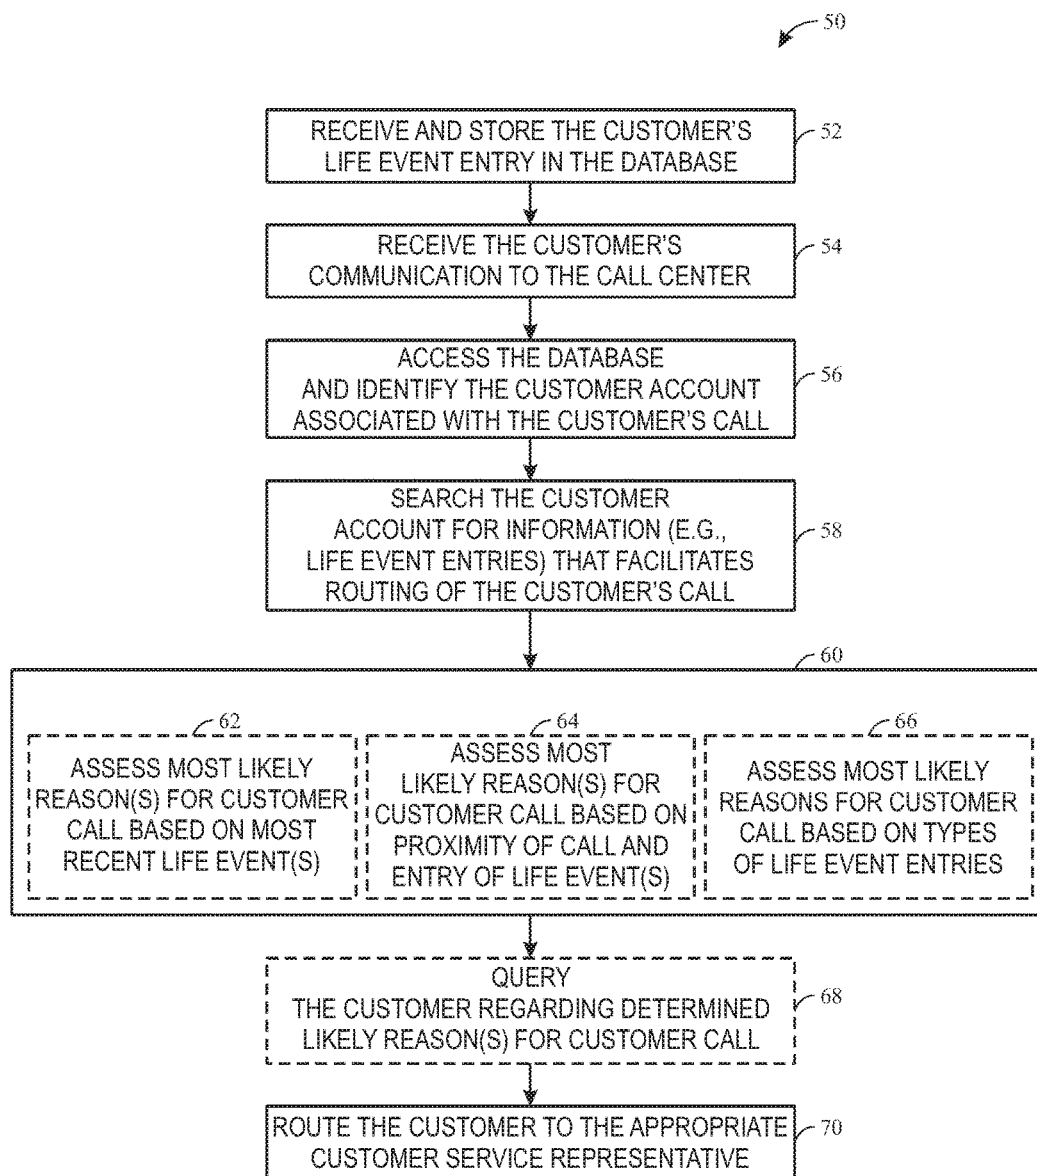 50
RECEIVE AND STORE THE CUSTOMER'S
LIFE EVENT ENTRY IN THE DATABASE
52
RECEIVE THE CUSTOMER'S
COMMUNICATION TO THE CALL CENTER
54
ACCESS THE DATABASE
AND IDENTIFY THE CUSTOMER ACCOUNT
ASSOCIATED WITH THE CUSTOMER'S CALL
56
SEARCH THE CUSTOMER
ACCOUNT FOR INFORMATION (E.G.,
LIFE EVENT ENTRIES) THAT FACILITATES
ROUTING OF THE CUSTOMER'S CALL
58
60
62
ASSESS MOST LIKELY
REASON(S) FOR CUSTOMER
CALL BASED ON MOST
RECENT LIFE EVENT(S)
64
ASSESS MOST
LIKELY REASON(S) FOR
CUSTOMER CALL BASED ON
PROXIMITY OF CALL AND
ENTRY OF LIFE EVENT(S)
66
ASSESS MOST LIKELY
REASONS FOR CUSTOMER
CALL BASED ON TYPES
OF LIFE EVENT ENTRIES
QUERY
THE CUSTOMER REGARDING DETERMINED
LIKELY REASON(S) FOR CUSTOMER CALL
68
ROUTE THE CUSTOMER TO THE APPROPRIATE
CUSTOMER SERVICE REPRESENTATIVE
70